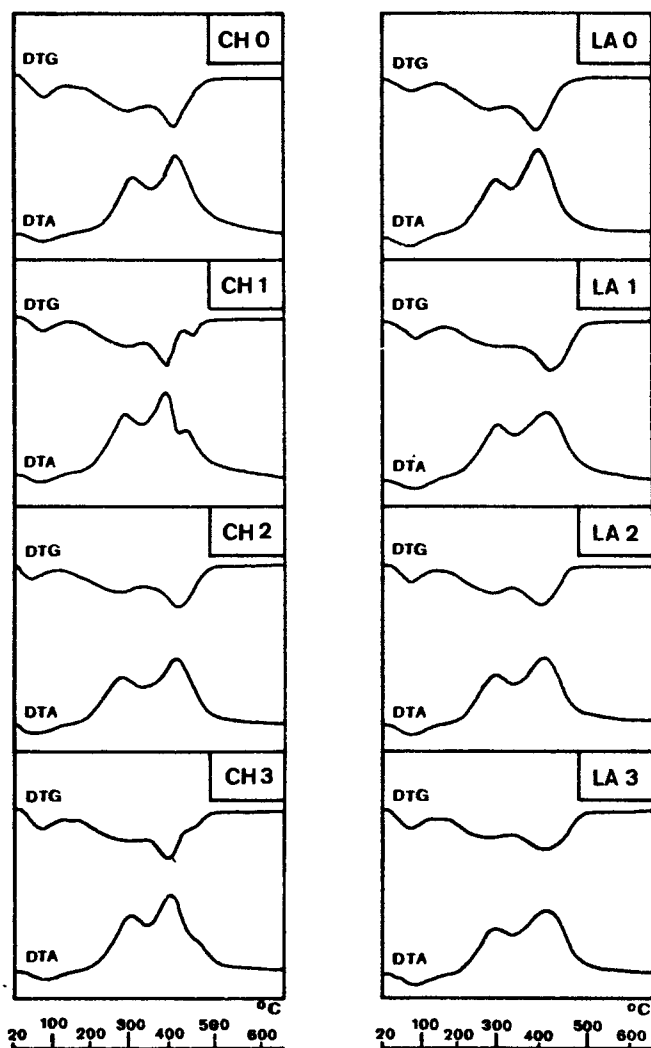 CH 0
DTG
DTA
CH 1
DTG
DTA
CH 2
DTG
DTA
CH 3
DTG
DTA
°C
20 100 200 300 400 500 600
LA 0
DTG
DTA
LA 1
DTG
DTA
LA 2
DTG
DTA
LA 3
DTG
DTA
°C
20 100 200 300 400 500 600